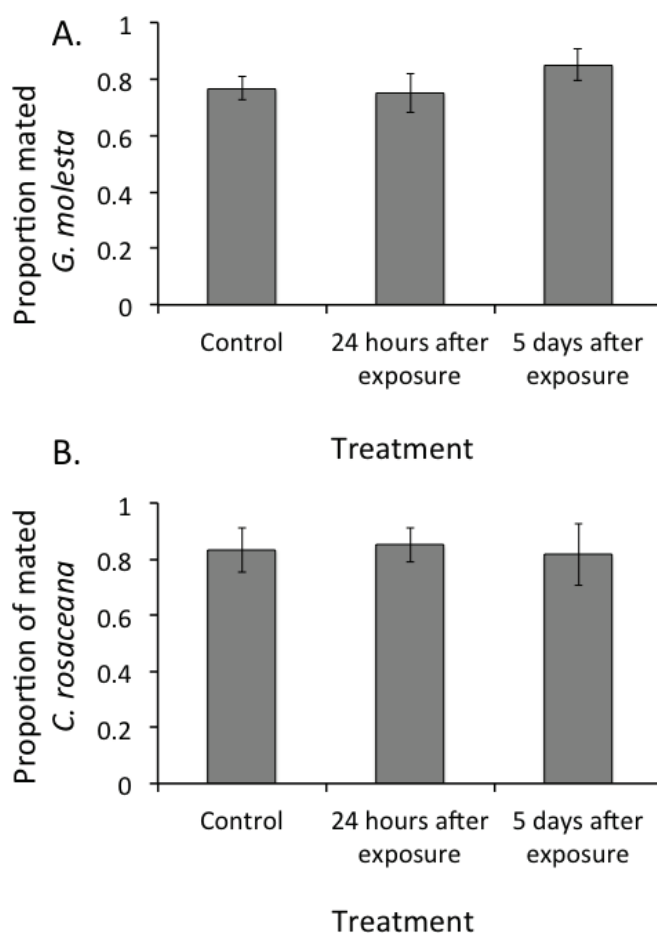 A.
Proportion mated
G. molesta
1
0.8
0.6
0.4
0.2
0
Control
24 hours after
exposure
5 days after
exposure
Treatment
B.
Proportion of mated
C. rosaceana
1
0.8
0.6
0.4
0.2
0
Control
24 hours after
exposure
5 days after
exposure
Treatment